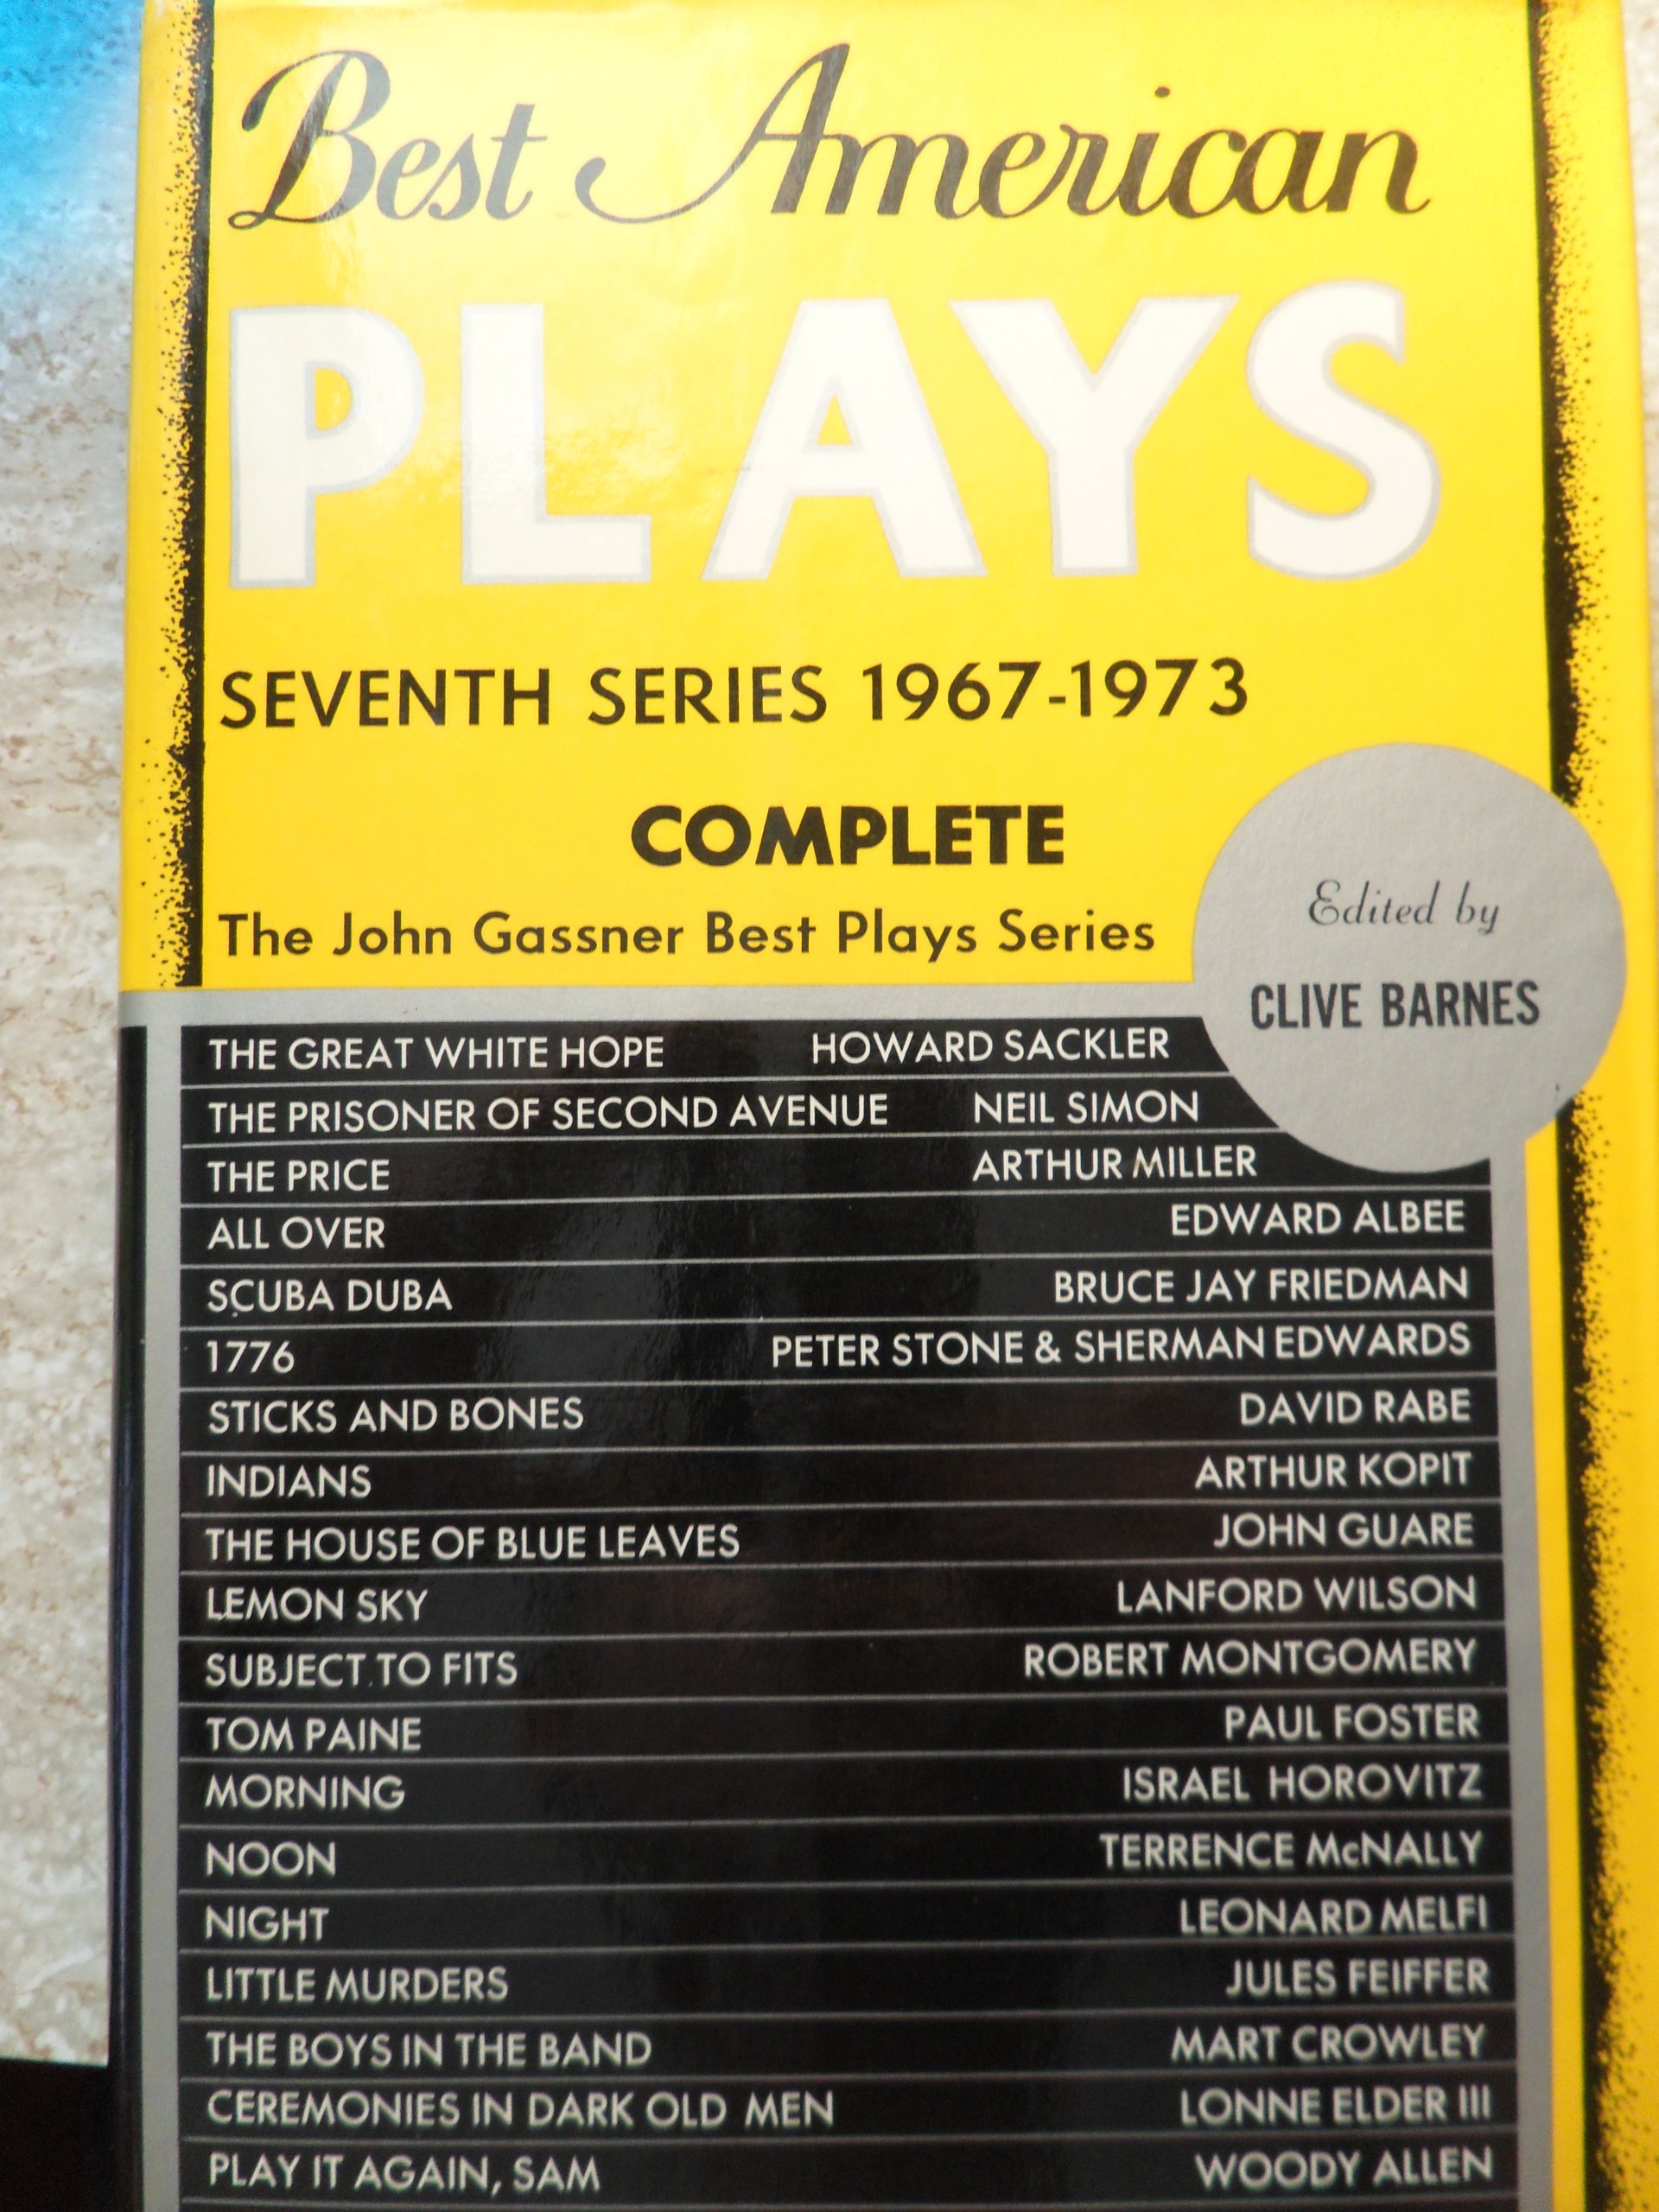 Best American
PLAYS
SEVENTH SERIES 1967-1973
COMPLETE
The John Gassner Best Plays Series
Edited by
CLIVE BARNES
THE GREAT WHITE HOPE HOWARD SACKLER
THE PRISONER OF SECOND AVENUE NEIL SIMON
THE PRICE ARTHUR MILLER
ALL OVER EDWARD ALBEE
SCUBA DUBA BRUCE JAY FRIEDMAN
1776 PETER STONE & SHERMAN EDWARDS
STICKS AND BONES DAVID RABE
INDIANS ARTHUR KOPIT
THE HOUSE OF BLUE LEAVES JOHN GUARE
LEMON SKY LANFORD WILSON
SUBJECT TO FITS ROBERT MONTGOMERY
TOM PAINE PAUL FOSTER
MORNING ISRAEL HOROVITZ
NOON TERRENCE McNALLY
NIGHT LEONARD MELFI
LITTLE MURDERS JULES FEIFFER
THE BOYS IN THE BAND MART CROWLEY
CEREMONIES IN DARK OLD MEN LONNE ELDER III
PLAY IT AGAIN, SAM WOODY ALLEN